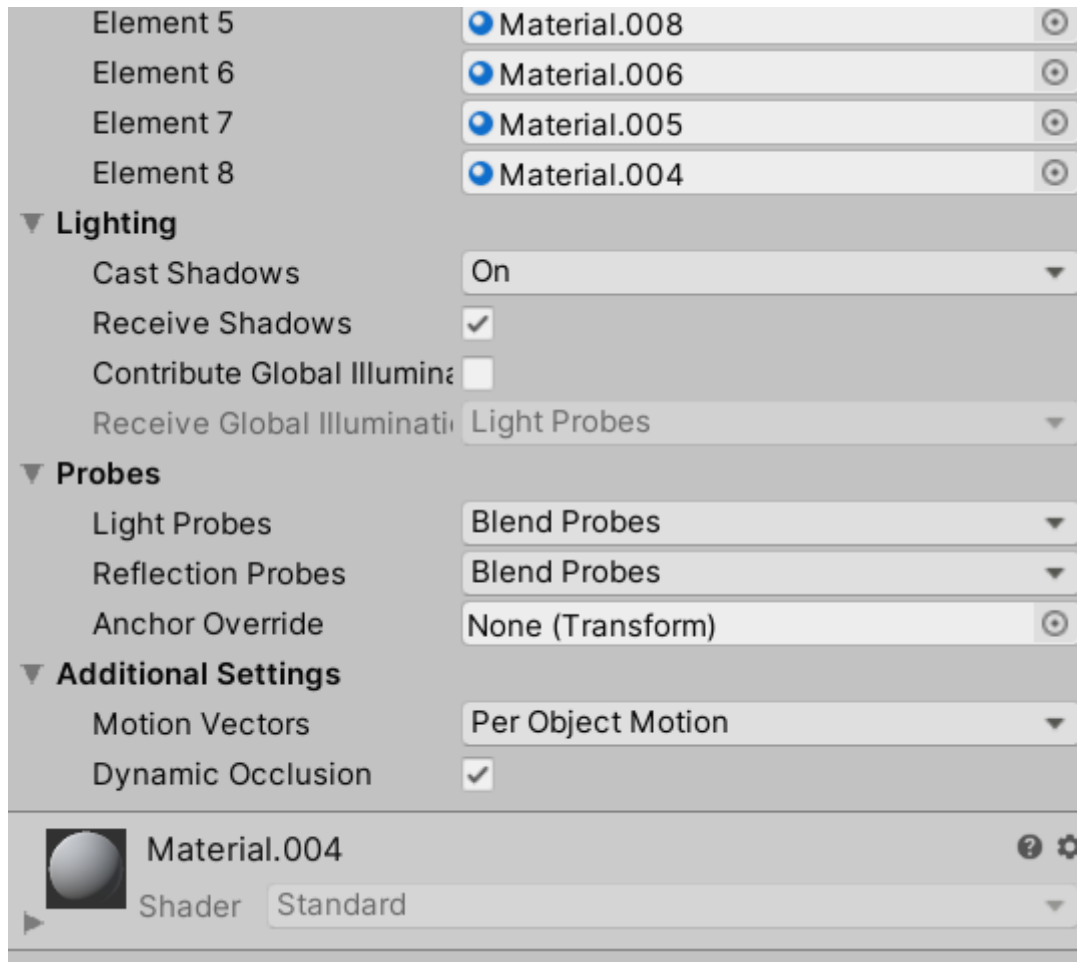 Element 5 Material.008
Element 6 Material.006
Element 7 Material.005
Element 8 Material.004
Lighting
Cast Shadows On
Receive Shadows
Contribute Global Illumina
Receive Global Illuminati Light Probes
Probes
Light Probes Blend Probes
Reflection Probes Blend Probes
Anchor Override None (Transform)
Additional Settings
Motion Vectors Per Object Motion
Dynamic Occlusion
Material.004
Shader Standard